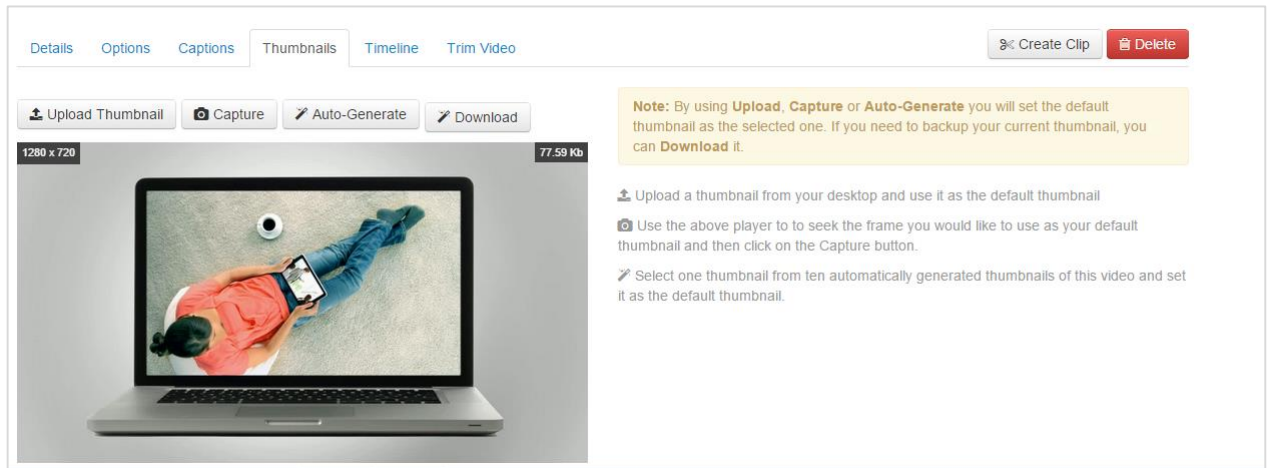 Details Options Captions Thumbnails Timeline Trim Video Create Clip Delete
Upload Thumbnail Capture Auto-Generate Download
1280 x 720 77.59 Kb
Note: By using Upload, Capture or Auto-Generate you will set the default
thumbnail as the selected one. If you need to backup your current thumbnail, you
can Download it.
Upload a thumbnail from your desktop and use it as the default thumbnail
Use the above player to to seek the frame you would like to use as your default
thumbnail and then click on the Capture button.
Select one thumbnail from ten automatically generated thumbnails of this video and set
it as the default thumbnail.